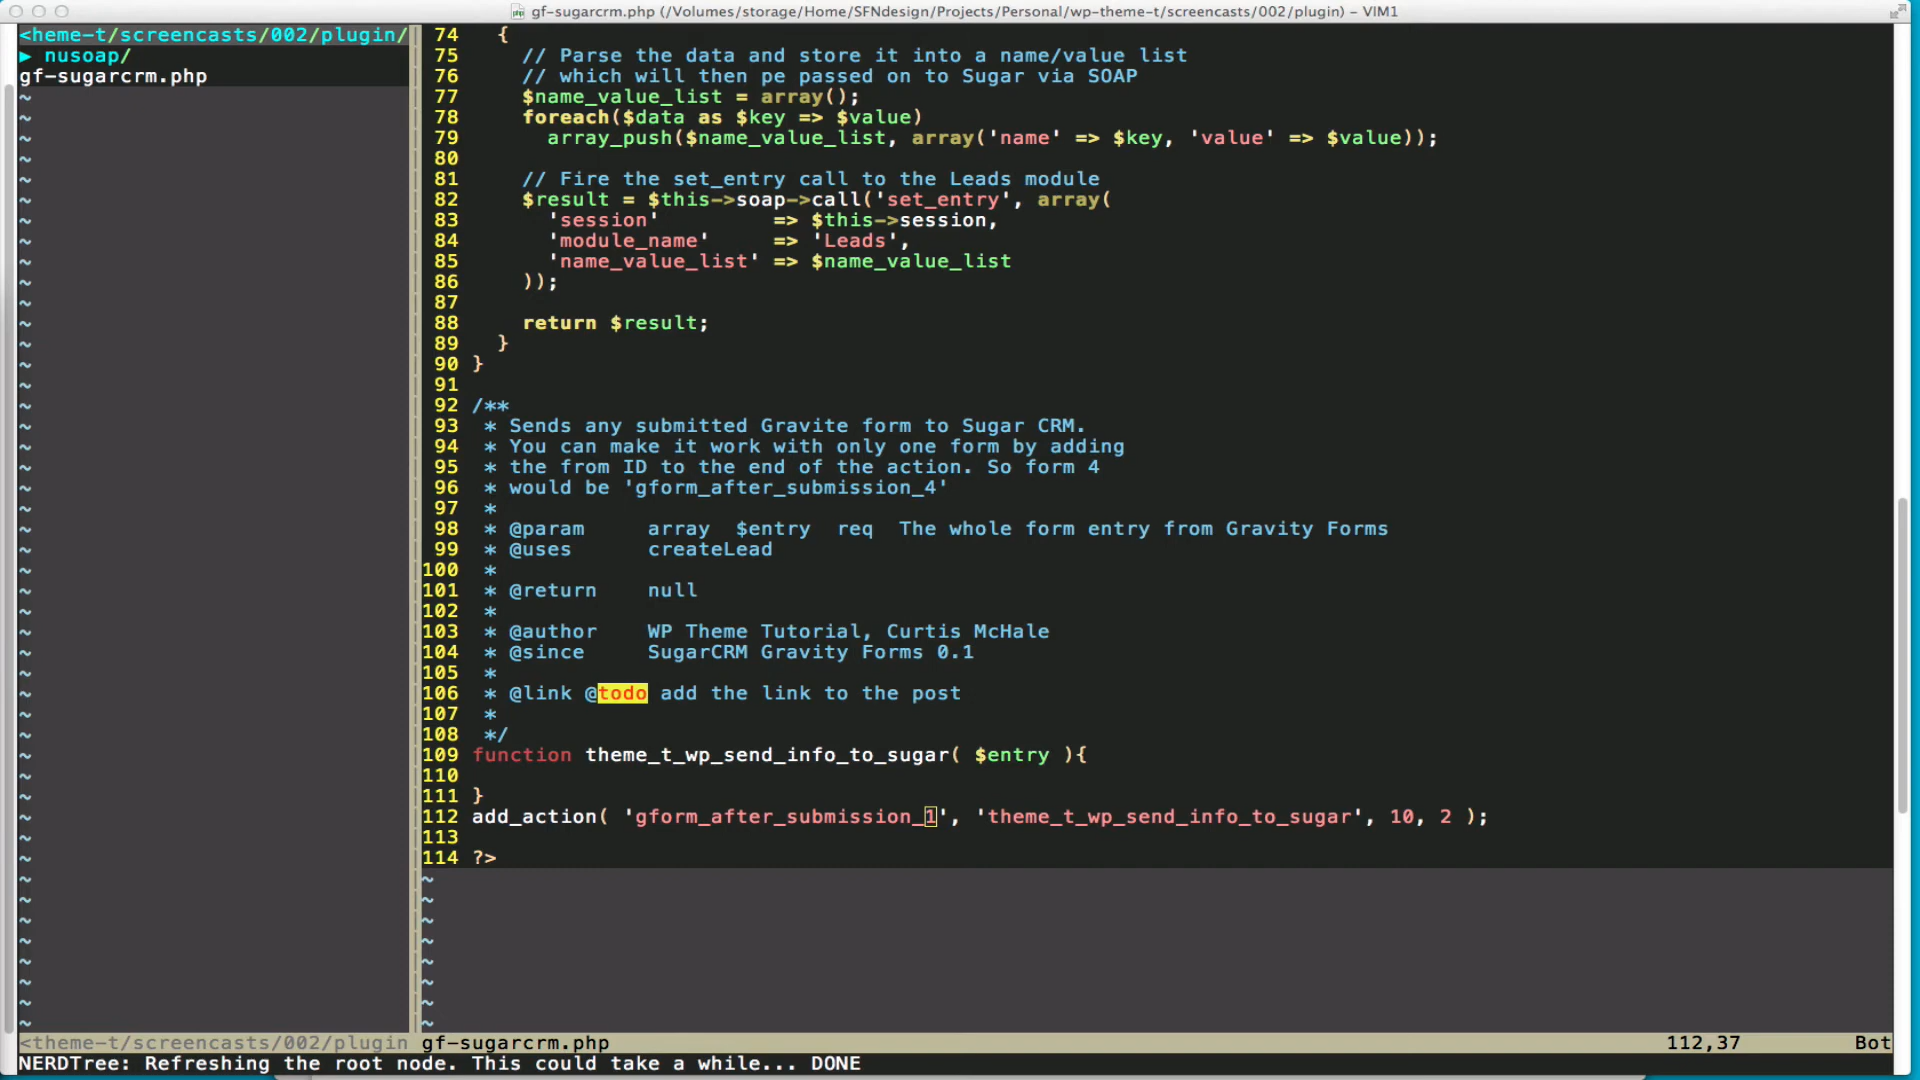 gf-sugarcrm.php (/Volumes/storage/Home/SFNdesign/Projects/Personal/wp-theme-t/screencasts/002/plugin) - VIM1
<heme-t/screencasts/002/plugin/
▶ nusoap/
gf-sugarcrm.php
74   {
75     // Parse the data and store it into a name/value list
76     // which will then pe passed on to Sugar via SOAP
77     $name_value_list = array();
78     foreach($data as $key => $value)
79       array_push($name_value_list, array('name' => $key, 'value' => $value));
80
81     // Fire the set_entry call to the Leads module
82     $result = $this->soap->call('set_entry', array(
83       'session'         => $this->session,
84       'module_name'     => 'Leads',
85       'name_value_list' => $name_value_list
86     ));
87
88     return $result;
89   }
90 }
91
92 /**
93  * Sends any submitted Gravite form to Sugar CRM.
94  * You can make it work with only one form by adding
95  * the from ID to the end of the action. So form 4
96  * would be 'gform_after_submission_4'
97  *
98  * @param     array  $entry  req  The whole form entry from Gravity Forms
99  * @uses      createLead
100  *
101  * @return    null
102  *
103  * @author    WP Theme Tutorial, Curtis McHale
104  * @since     SugarCRM Gravity Forms 0.1
105  *
106  * @link @todo add the link to the post
107  *
108  */
109 function theme_t_wp_send_info_to_sugar( $entry ){
110
111 }
112 add_action( 'gform_after_submission_1', 'theme_t_wp_send_info_to_sugar', 10, 2 );
113
114 ?>
<theme-t/screencasts/002/plugin gf-sugarcrm.php 112,37 Bot
NERDTree: Refreshing the root node. This could take a while... DONE